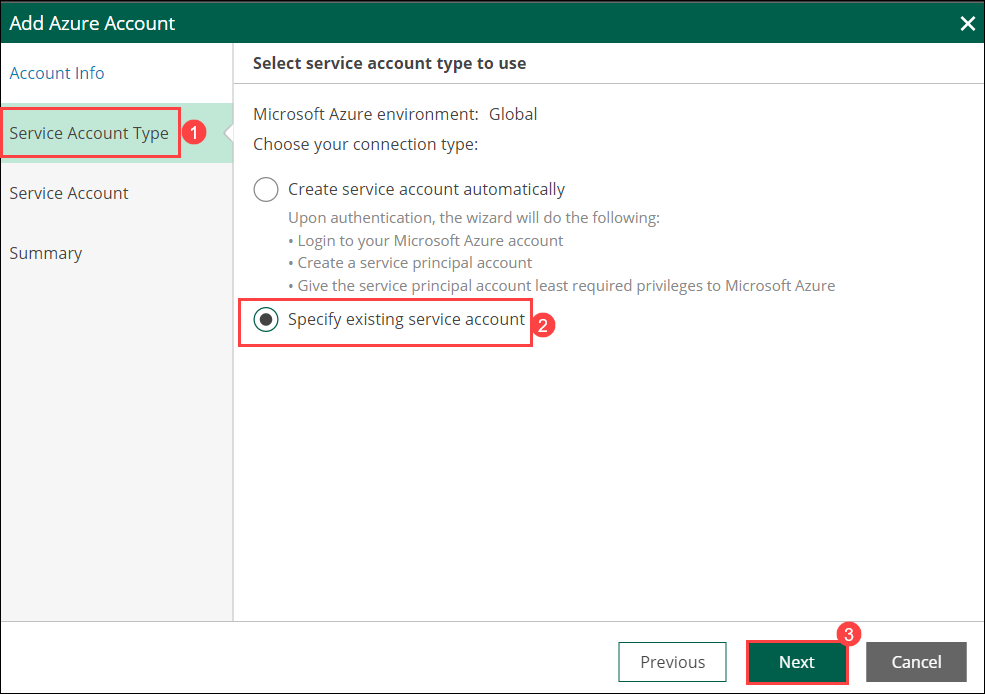 Add Azure Account
Account Info
Service Account Type
1
Service Account
Summary
Select service account type to use
Microsoft Azure environment: Global
Choose your connection type:
Create service account automatically
Upon authentication, the wizard will do the following:
• Login to your Microsoft Azure account
• Create a service principal account
• Give the service principal account least required privileges to Microsoft Azure
Specify existing service account
2
Previous
Next
3
Cancel